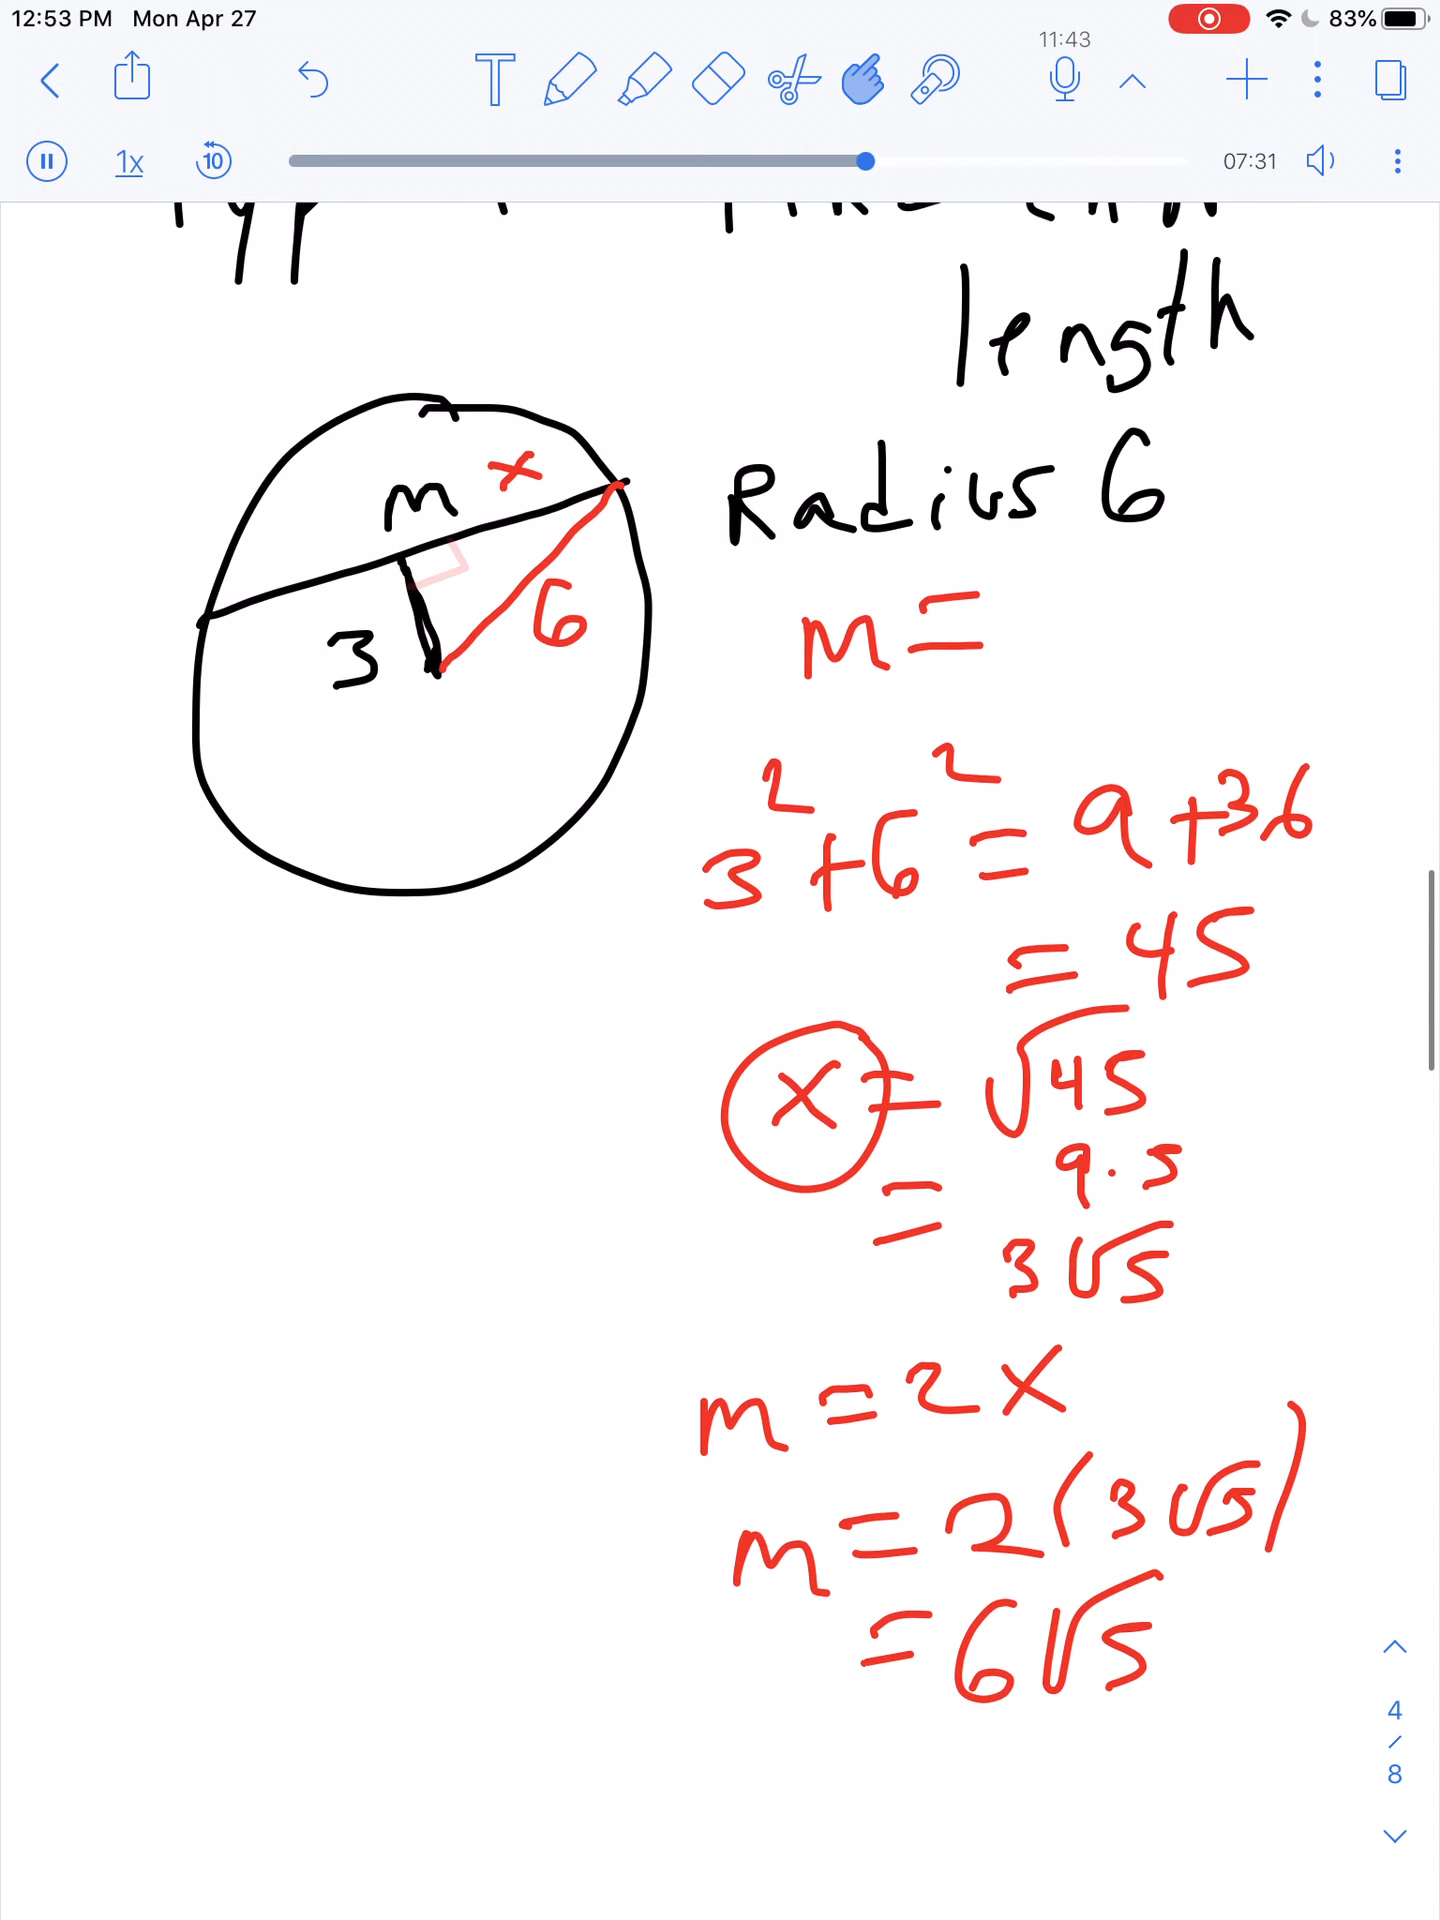 12:53 PM Mon Apr 27
83%
11:43
T
1x
10
07:31
length
m x
Radius 6
3
6
m =
3² + 6² = 9 + 36
= 45
x = √45
9 · 5
= 3√5
m = 2x
m = 2(3√5)
= 6√5
4
/
8